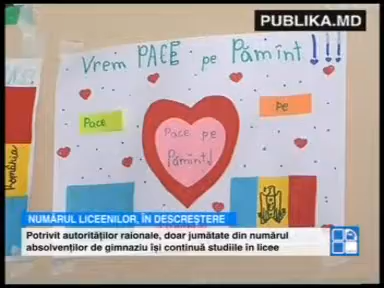 PUBLIKA.MD
Vrem PACE pe Pămînt!!!
Pace
pe
Pace pe
Pămînt!
România
NUMĂRUL LICEENILOR, ÎN DESCREȘTERE
Potrivit autorităților raionale, doar jumătate din numărul
absolvenților de gimnaziu își continuă studiile în licee